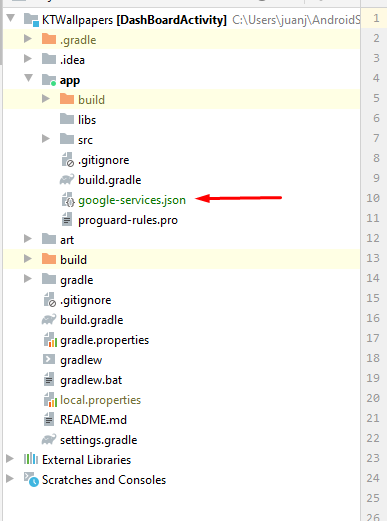 KTWallpapers [DashBoardActivity] C:\Users\juanj\AndroidS 1
.gradle 2
.idea 3
app 4
build 5
libs 6
src 7
.gitignore 8
build.gradle 9
google-services.json 10
proguard-rules.pro 11
art 12
build 13
gradle 14
.gitignore 15
build.gradle 16
gradle.properties 17
gradlew 18
gradlew.bat 19
local.properties 20
README.md 21
settings.gradle 22
External Libraries 23
Scratches and Consoles 24
25
26